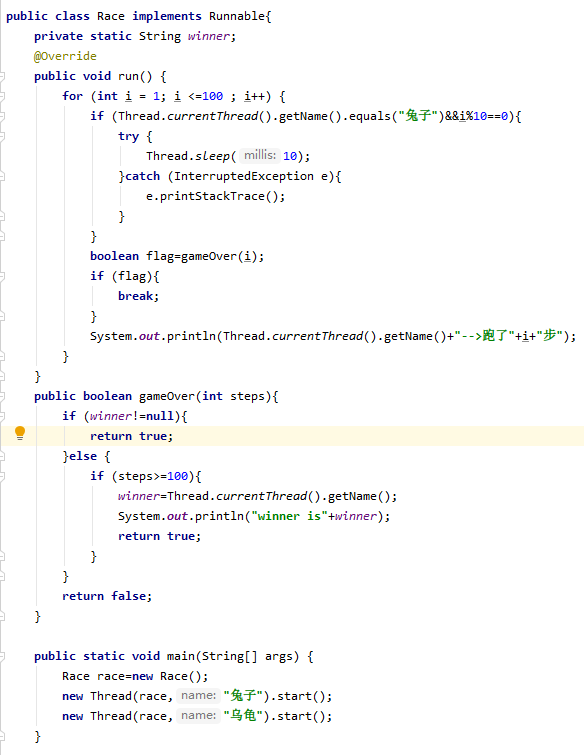 public class Race implements Runnable{
    private static String winner;
    @Override
    public void run() {
        for (int i = 1; i <=100 ; i++) {
            if (Thread.currentThread().getName().equals("兔子")&&i%10==0){
                try {
                    Thread.sleep( millis: 10);
                }catch (InterruptedException e){
                    e.printStackTrace();
                }
            }
            boolean flag=gameOver(i);
            if (flag){
                break;
            }
            System.out.println(Thread.currentThread().getName()+"-->跑了"+i+"步");
        }
    }
    public boolean gameOver(int steps){
        if (winner!=null){
            return true;
        }else {
            if (steps>=100){
                winner=Thread.currentThread().getName();
                System.out.println("winner is"+winner);
                return true;
            }
        }
        return false;
    }
    public static void main(String[] args) {
        Race race=new Race();
        new Thread(race, name: "兔子").start();
        new Thread(race, name: "乌龟").start();
    }